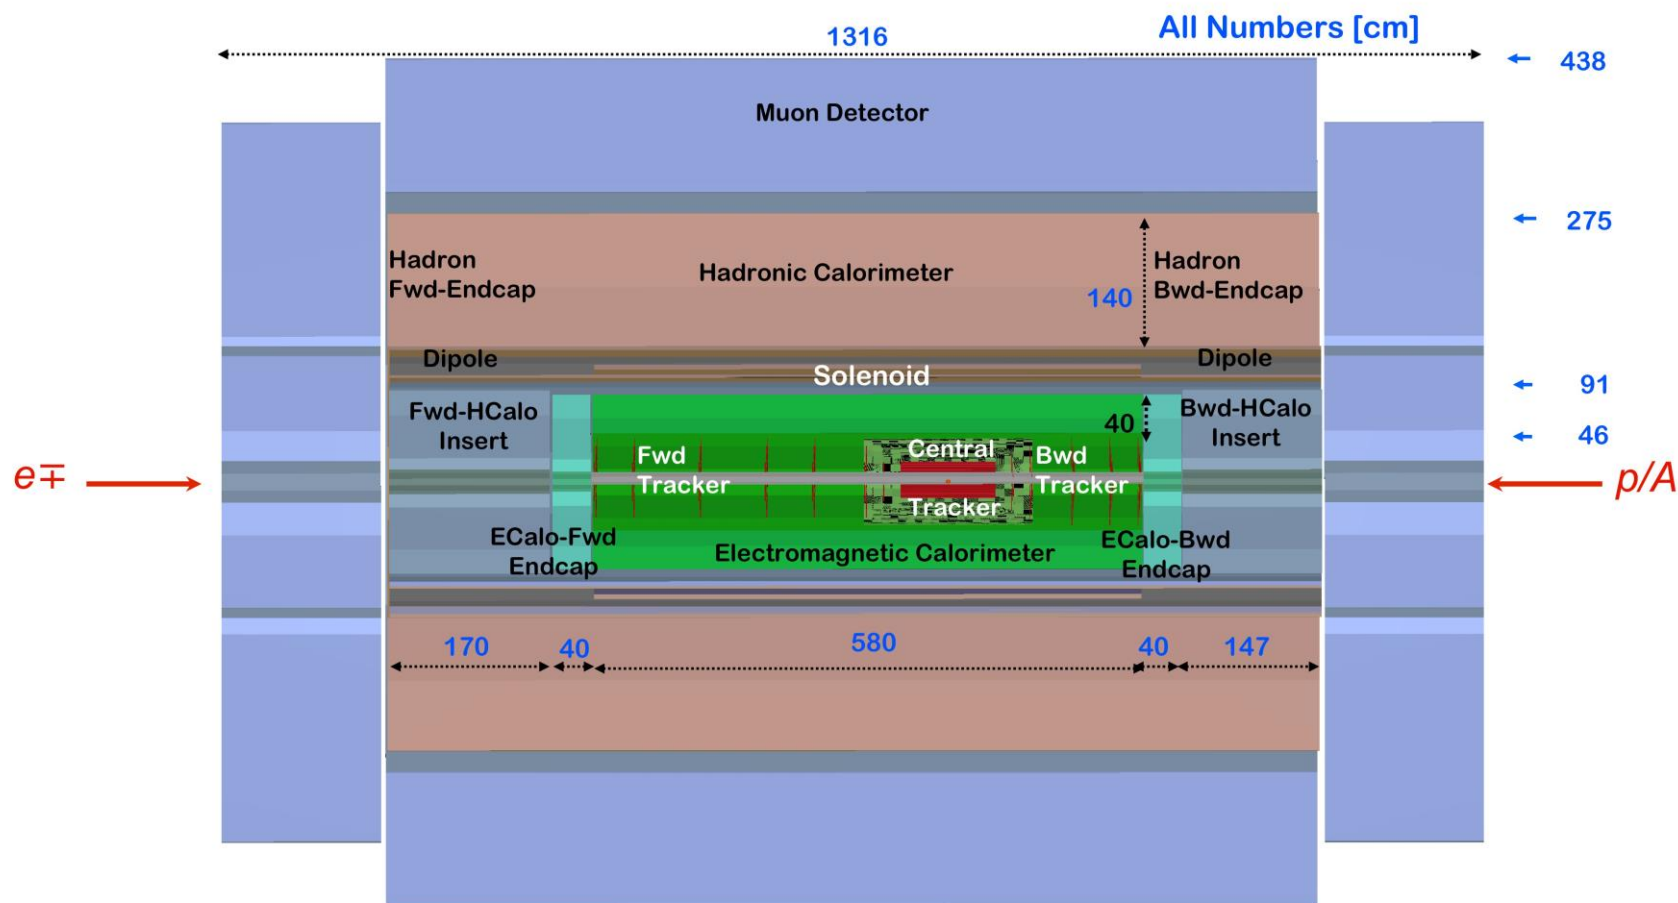 All Numbers [cm]
1316
438
Muon Detector
275
Hadron
Fwd-Endcap
Hadronic Calorimeter
Hadron
Bwd-Endcap
140
Dipole
Solenoid
Dipole
91
Fwd-HCalo
Insert
40
Bwd-HCalo
Insert
46
Fwd
Tracker
Central
Tracker
Bwd
Tracker
e∓
p/A
ECalo-Fwd
Endcap
Electromagnetic Calorimeter
ECalo-Bwd
Endcap
170
40
580
40
147